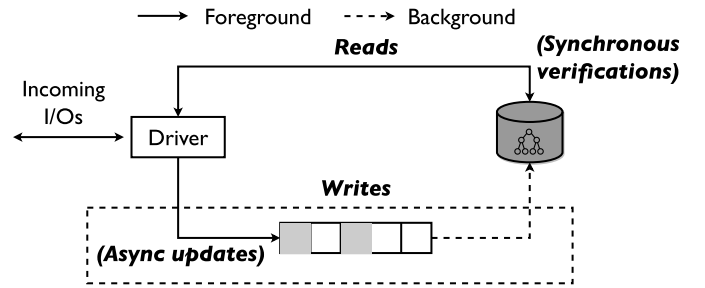 Foreground
Background
Reads
(Synchronous
verifications)
Incoming
I/Os
Driver
Writes
(Async updates)